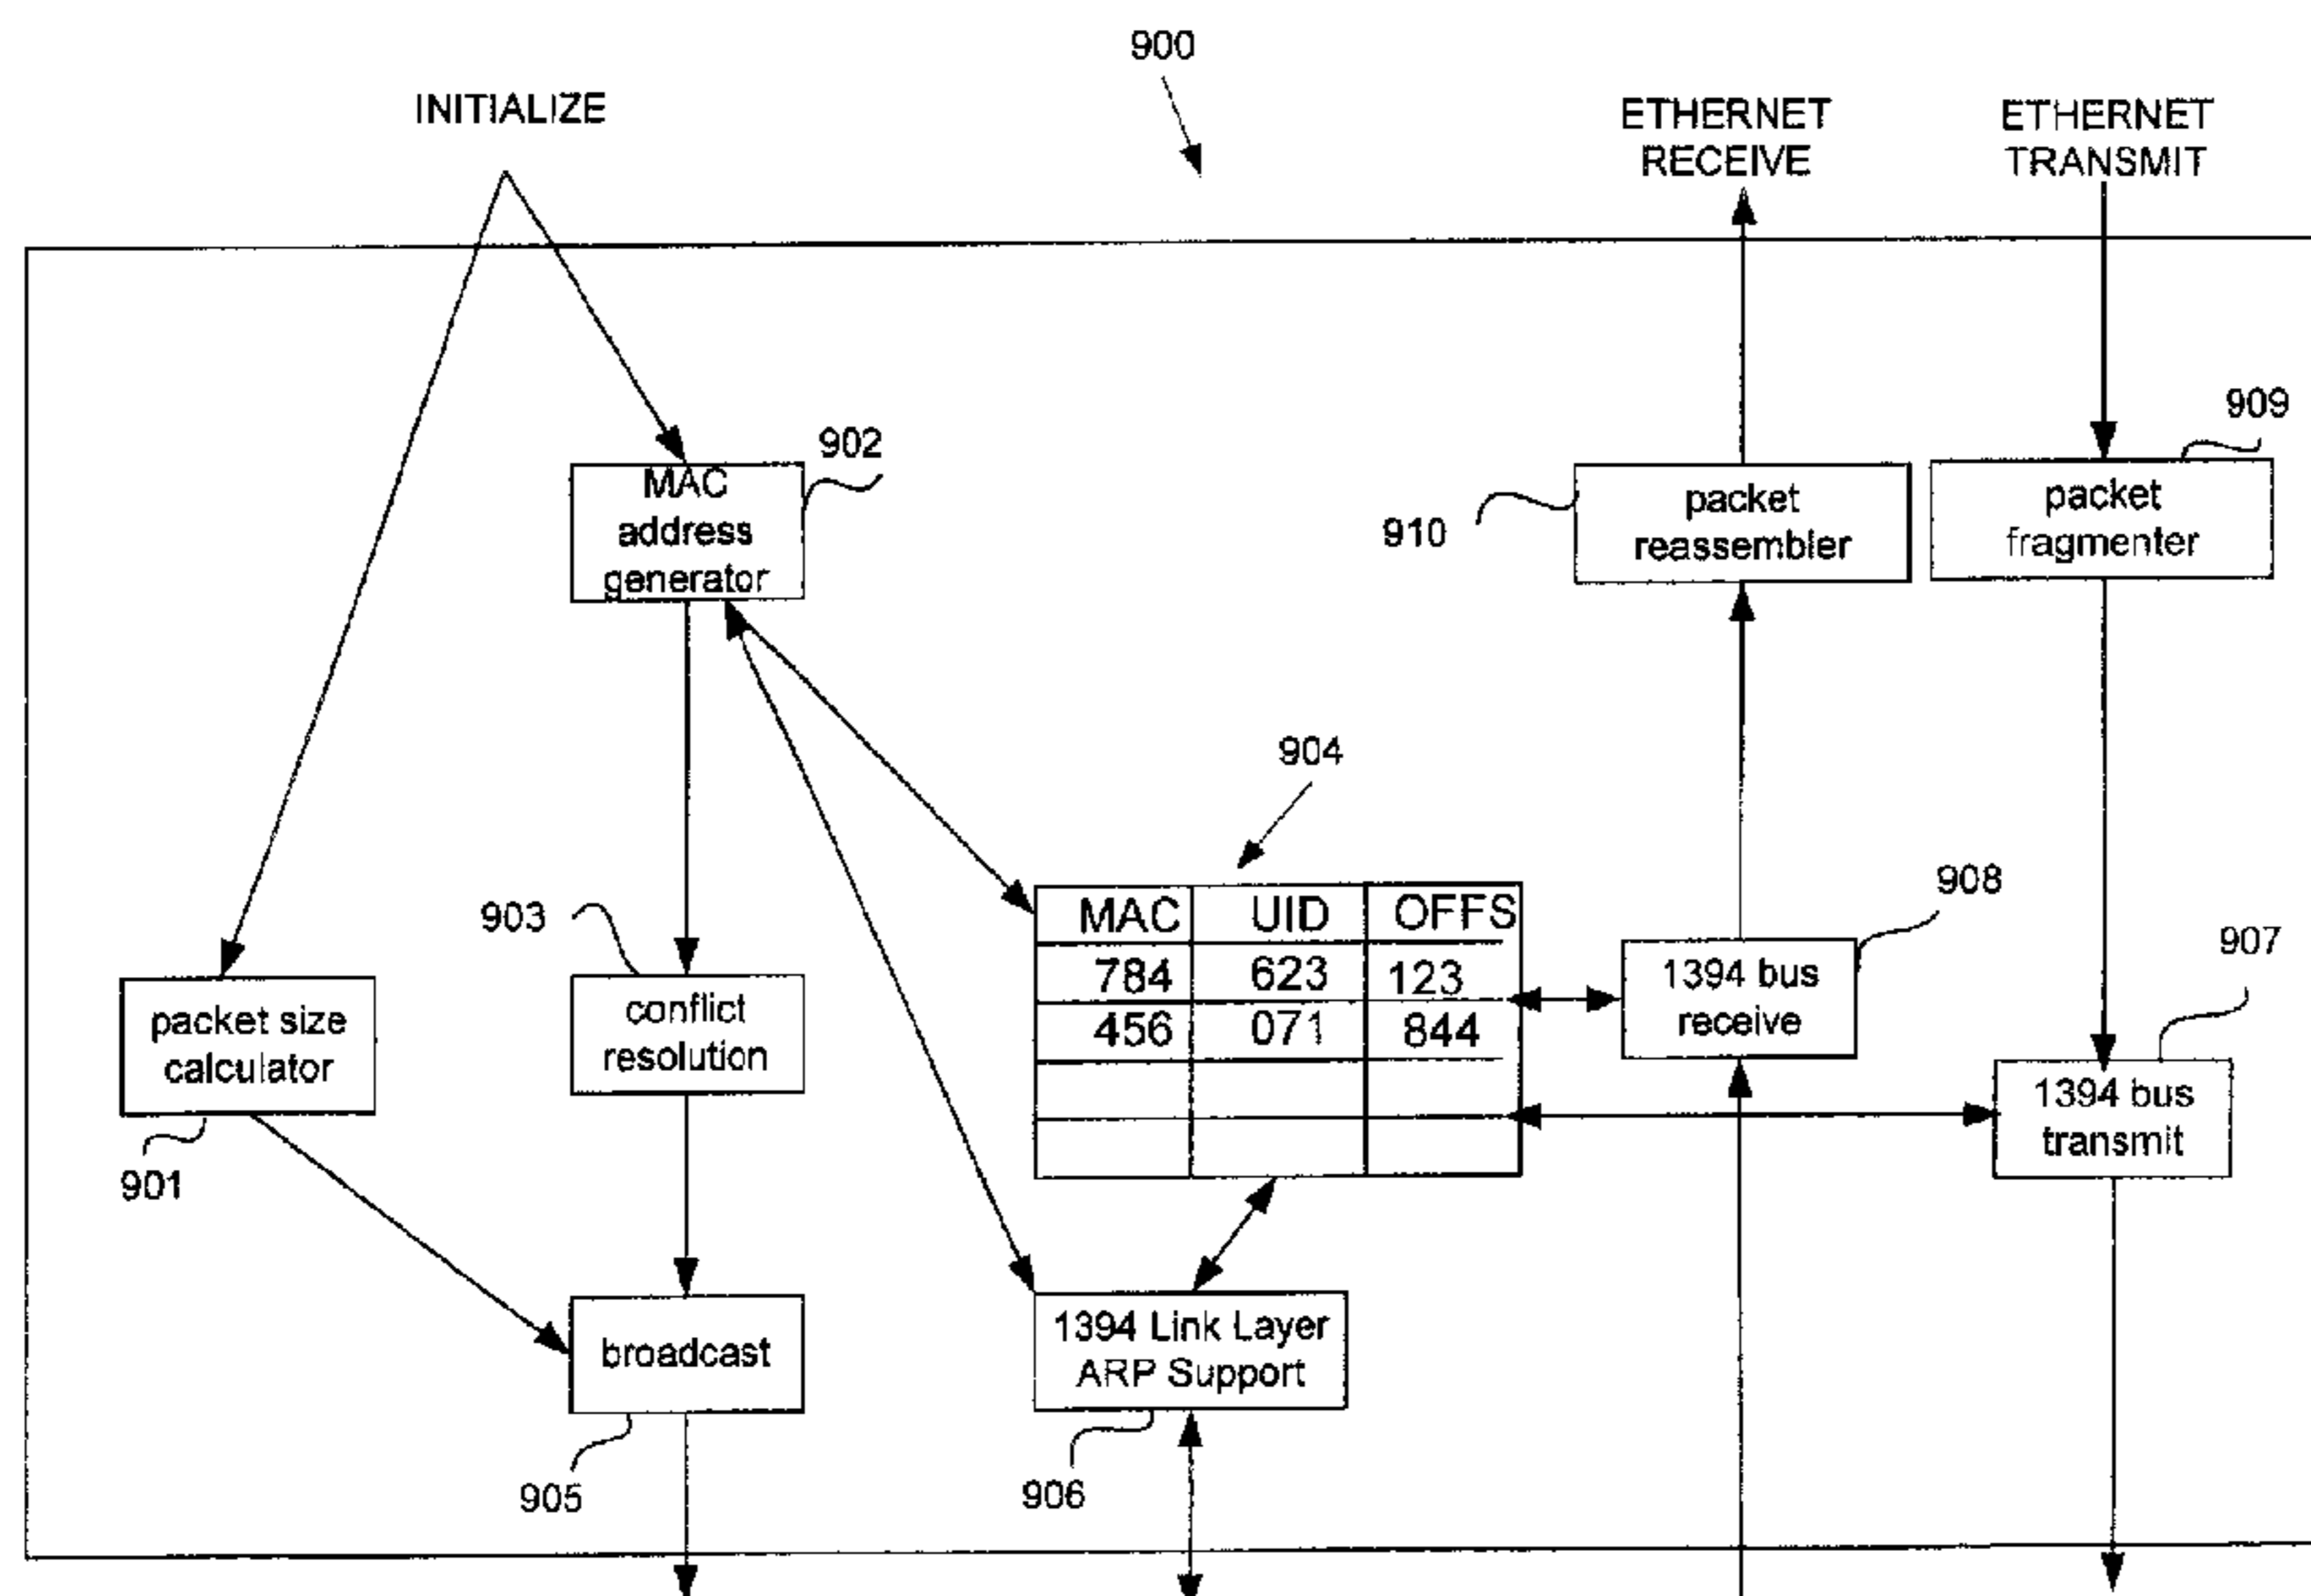 900
INITIALIZE
ETHERNET
RECEIVE
ETHERNET
TRANSMIT
902
MAC
address
generator
910
packet
reassembler
909
packet
fragmenter
904
MAC UID OFFS
784 623 123
456 071 844
903
conflict
resolution
packet size
calculator
901
908
1394 bus
receive
907
1394 bus
transmit
broadcast
905
1394 Link Layer
ARP Support
906